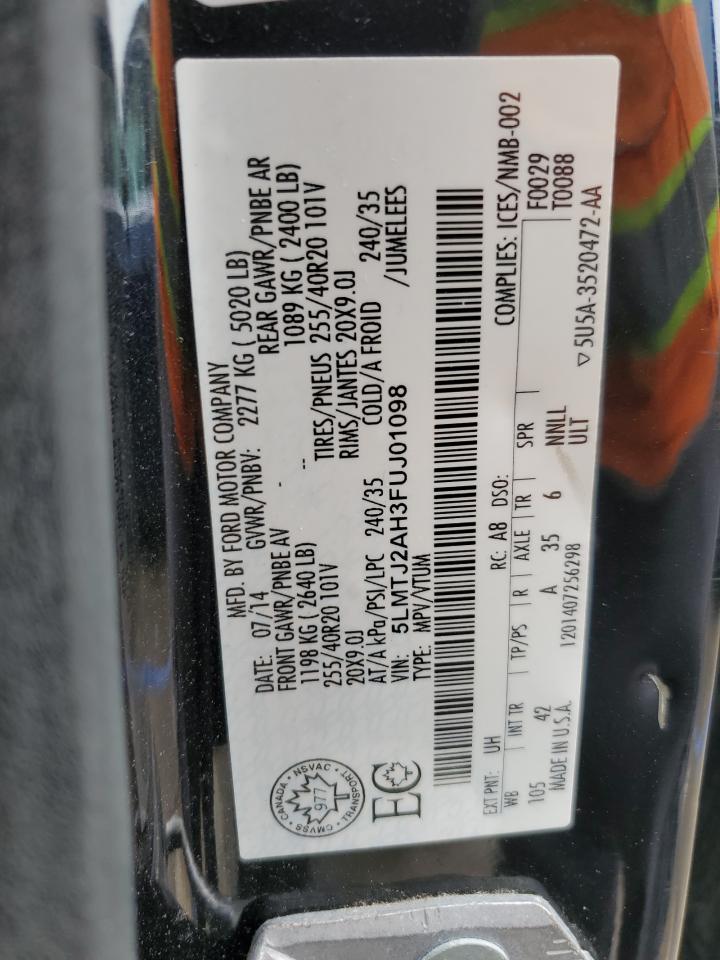 MFD. BY FORD MOTOR COMPANY
DATE: 07/14 GVWR/PNBV: 2277 KG ( 5020 LB)
FRONT GAWR/PNBE AV - REAR GAWR/PNBE AR
1198 KG (2640 LB) -- 1089 KG ( 2400 LB)
255/40R20 101V TIRES/PNEUS 255/40R20 101V
20X9.0J RIMS/JANTES 20X9.0J
AT/A kPa/PSI/LPC 240/35 COLD/A FROID 240/35
VIN: 5LMTJ2AH3FUJ01098 /JUMELEES
TYPE: MPV/VTUM
CANADA • NSVAC • TRANSPORT • CMVSS •
977
EC
COMPLIES: ICES/NMB-002
EXT PNT: UH RC: A8 DSO: F0029
WB INT TR TP/PS R AXLE TR SPR T0088
105 42 A 35 6 NNLL
ULT
MADE IN U.S.A. 1201407256298 ▽ 5U5A-3520472-AA